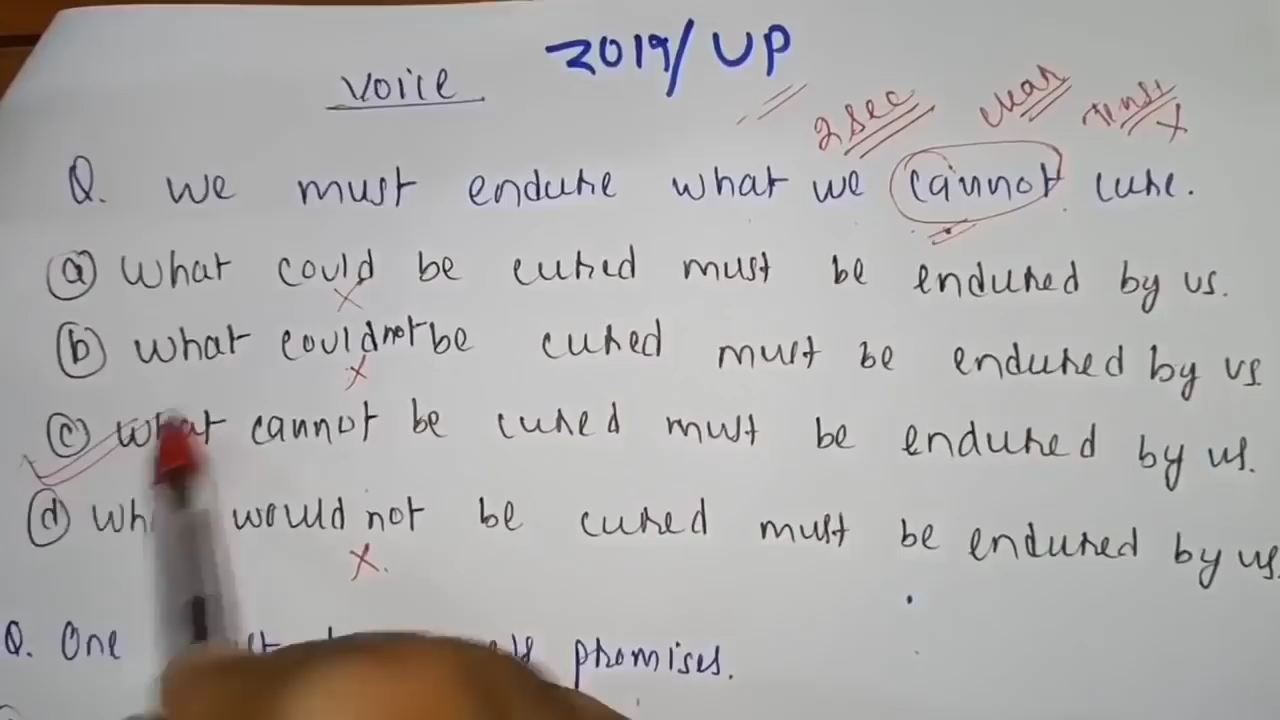 2019/UP
Voice
2 sec clear Tense X
Q. We must endure what we cannot cure.
(a) What could be cured must be endured by us.
(b) What could not be cured must be endured by us
(c) What cannot be cured must be endured by us.
(d) would not be cured must be endured by us.
Q. One promises.